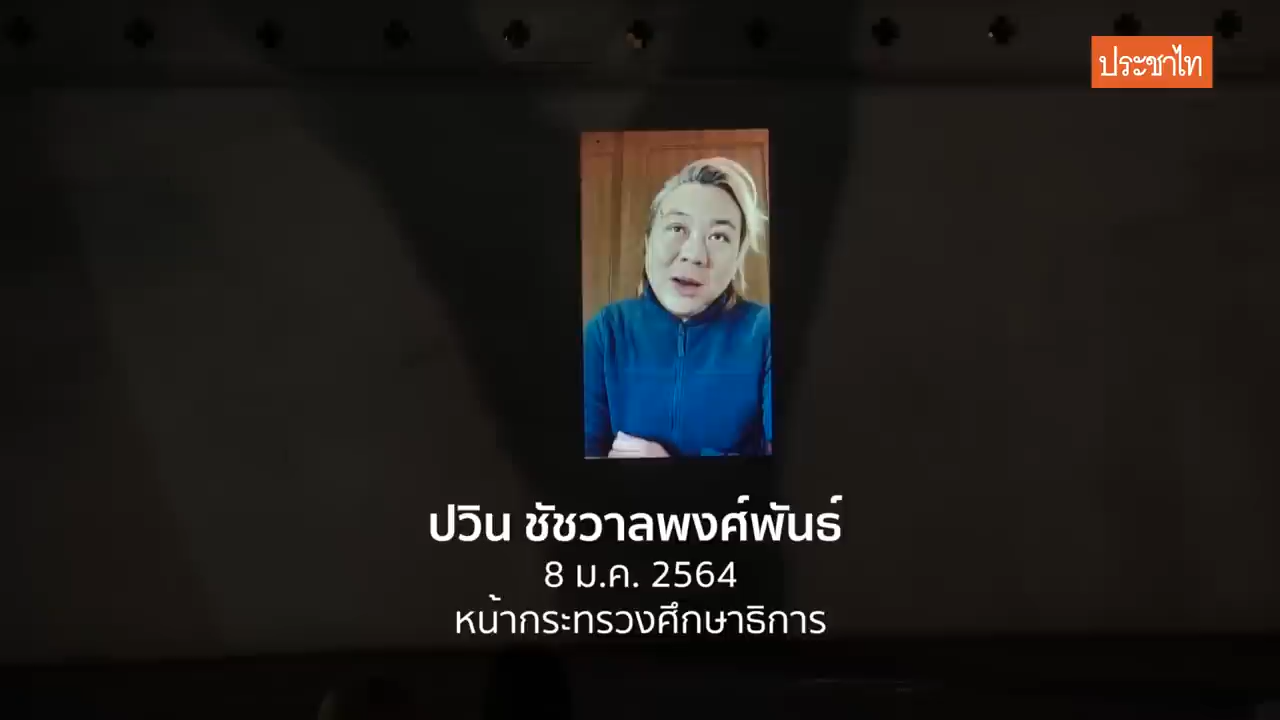 ประชาไท
ปวิน ชัชวาลพงศ์พันธ์
8 ม.ค. 2564
หน้ากระทรวงศึกษาธิการ